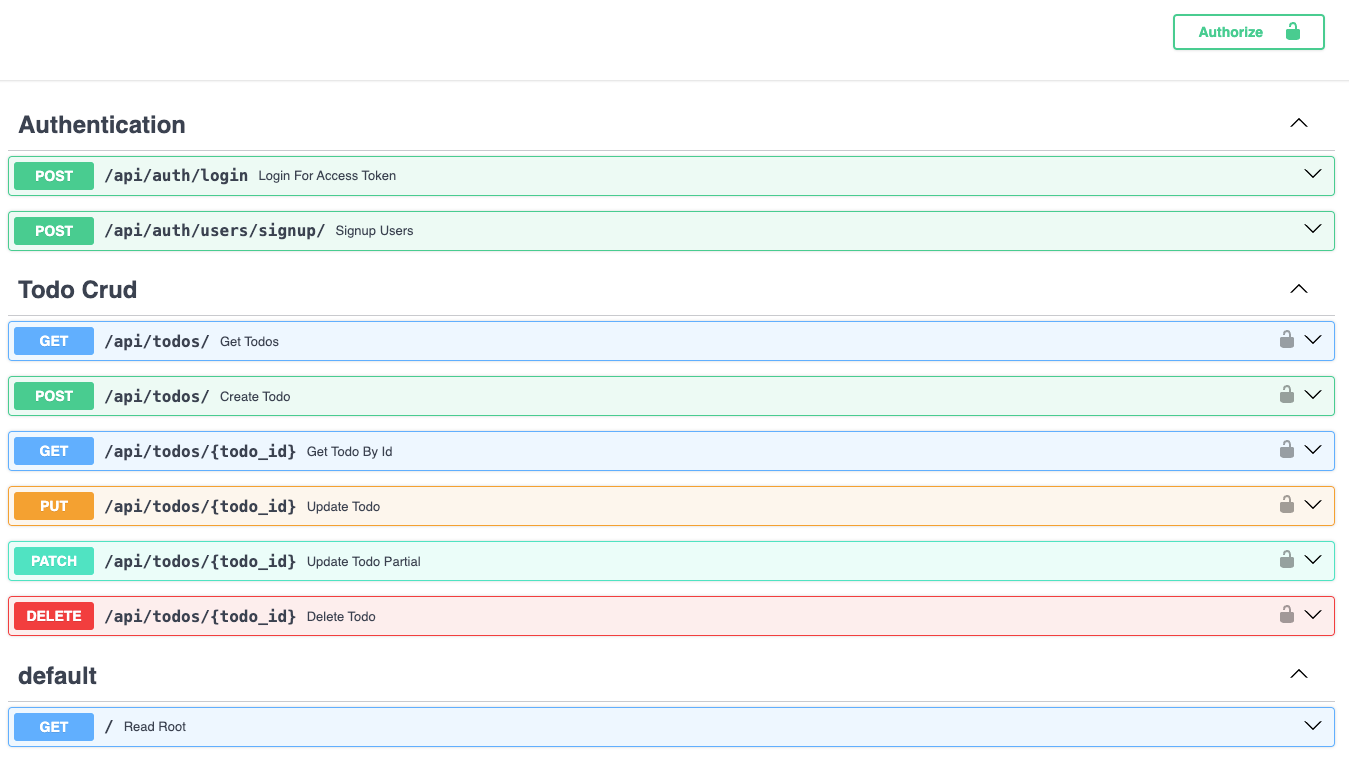 Authorize
Authentication
POST /api/auth/login Login For Access Token
POST /api/auth/users/signup/ Signup Users
Todo Crud
GET /api/todos/ Get Todos
POST /api/todos/ Create Todo
GET /api/todos/{todo_id} Get Todo By Id
PUT /api/todos/{todo_id} Update Todo
PATCH /api/todos/{todo_id} Update Todo Partial
DELETE /api/todos/{todo_id} Delete Todo
default
GET / Read Root